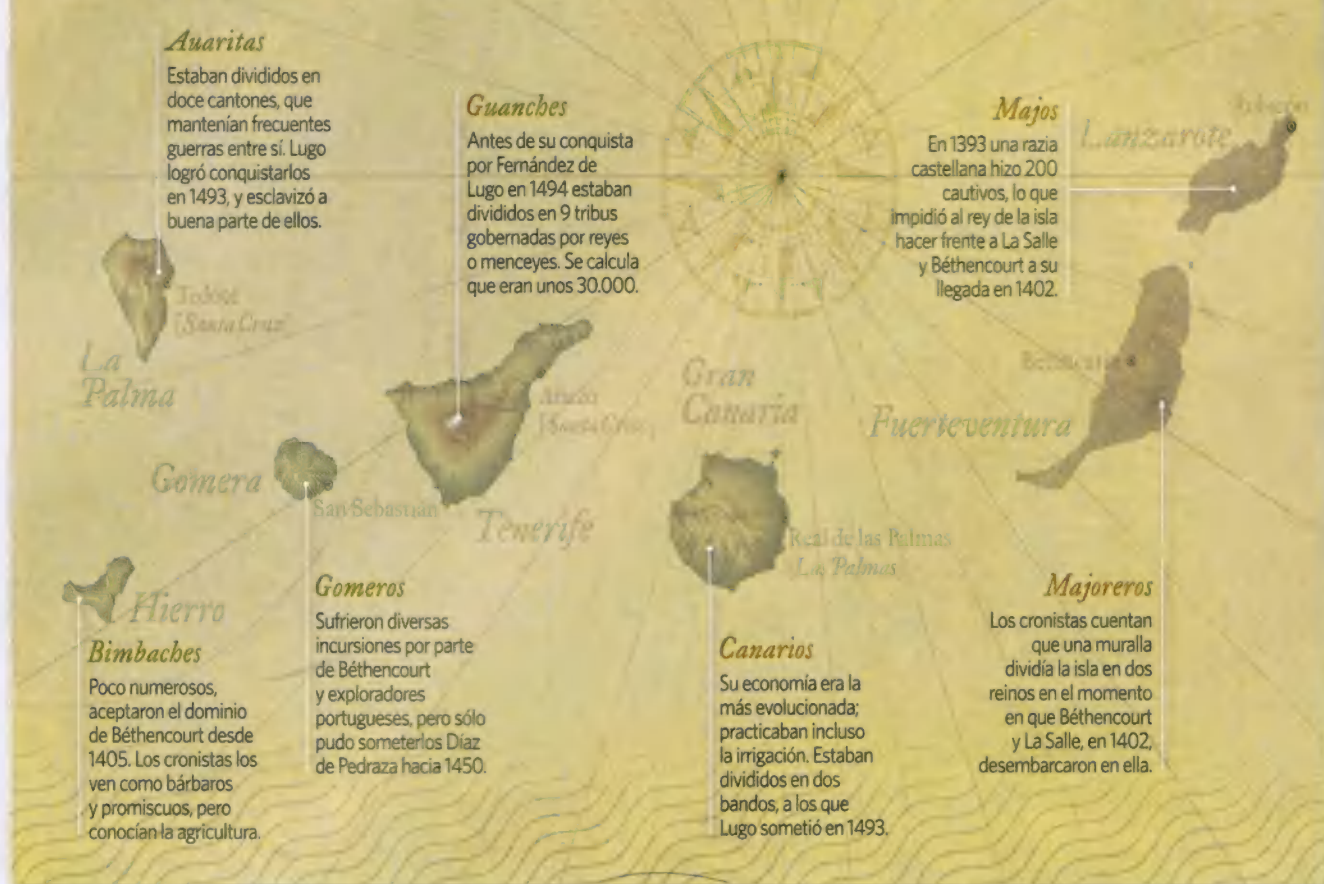 Auaritas
Estaban divididos en
doce cantones, que
mantenían frecuentes
guerras entre sí. Lugo
logró conquistarlos
en 1493, y esclavizó a
buena parte de ellos.
Guanches
Antes de su conquista
por Fernández de
Lugo en 1494 estaban
divididos en 9 tribus
gobernadas por reyes
o menceyes. Se calcula
que eran unos 30.000.
Majos
En 1393 una razia
castellana hizo 200
cautivos, lo que
impidió al rey de la isla
hacer frente a La Salle
y Béthencourt a su
llegada en 1402.
Lanzarote
[Santa Cruz]
La
Palma
Gomera
San Sebastián
[Santa Cruz]
Tenerife
Gran
Canaria
Real de las Palmas
Las Palmas
Fuerteventura
Hierro
Bimbaches
Poco numerosos,
aceptaron el dominio
de Béthencourt desde
1405. Los cronistas los
ven como bárbaros
y promiscuos, pero
conocían la agricultura.
Gomeros
Sufrieron diversas
incursiones por parte
de Béthencourt
y exploradores
portugueses, pero sólo
pudo someterlos Díaz
de Pedraza hacia 1450.
Canarios
Su economía era la
más evolucionada;
practicaban incluso
la irrigación. Estaban
divididos en dos
bandos, a los que
Lugo sometió en 1493.
Majoreros
Los cronistas cuentan
que una muralla
dividía la isla en dos
reinos en el momento
en que Béthencourt
y La Salle, en 1402,
desembarcaron en ella.